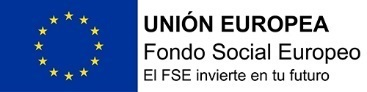 UNIÓN EUROPEA
Fondo Social Europeo
El FSE invierte en tu futuro